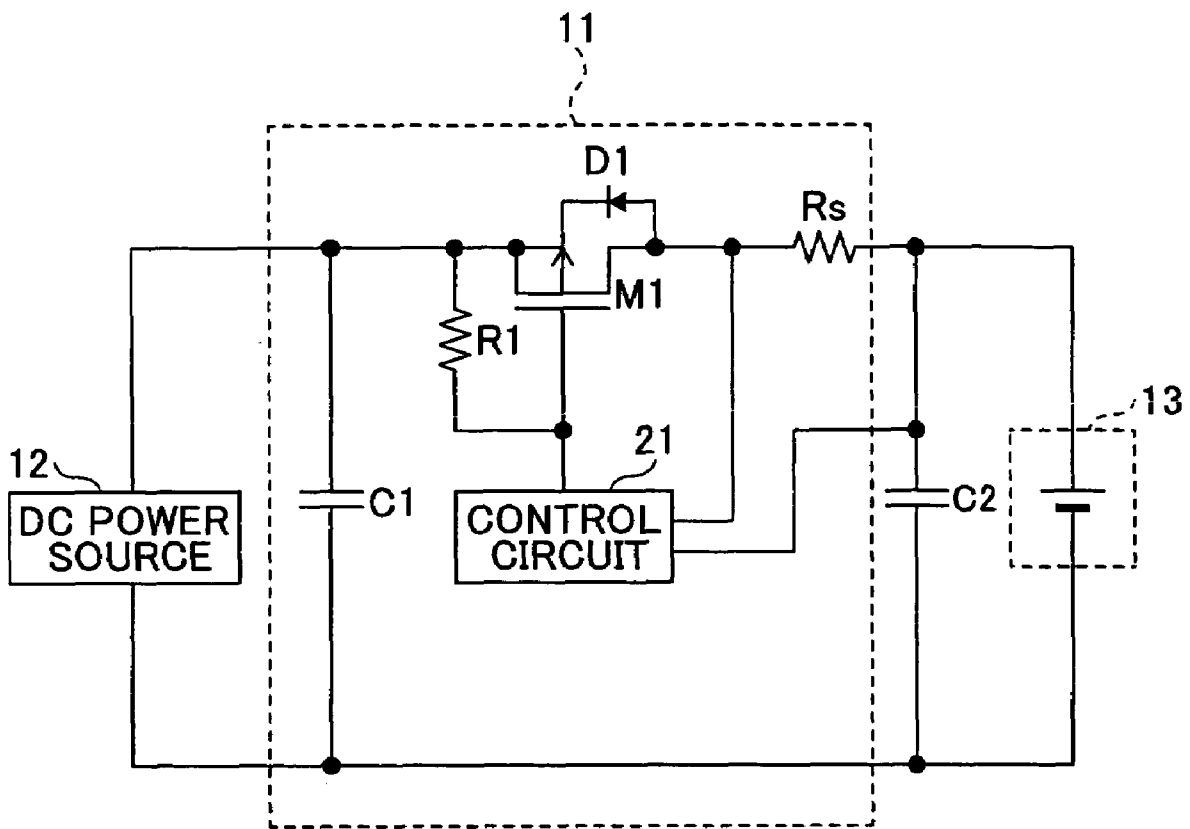 11
D1
Rs
M1
R1
13
12
21
C1
C2
DC POWER
SOURCE
CONTROL
CIRCUIT